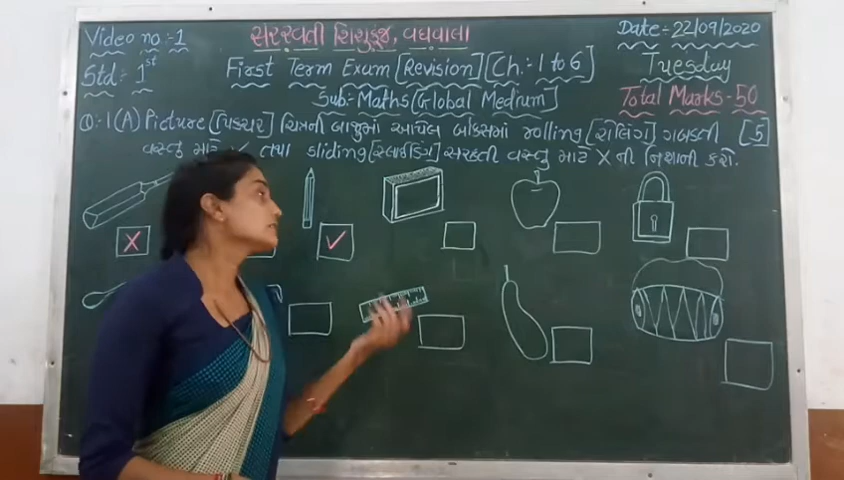 Video no:-1
સરસ્વતી શિશુકુંજ, વઘવાલા
Date:- 22/09/2020
Std:- 1st
First Term Exam [Revision] [Ch:-1 to 6]
Tuesday
Sub:-Maths [Global Medium]
Total Marks-50
Q:-1 (A) Picture [પિકચર] ચિત્રની બાજુમાં આપેલ બોક્સમાં rolling [રોલિંગ] ગબડતી [5]
વસ્તુ માટે ✓ તથા sliding [સ્લાઈડિંગ] સરકતી વસ્તુ માટે X ની નિશાની કરો.